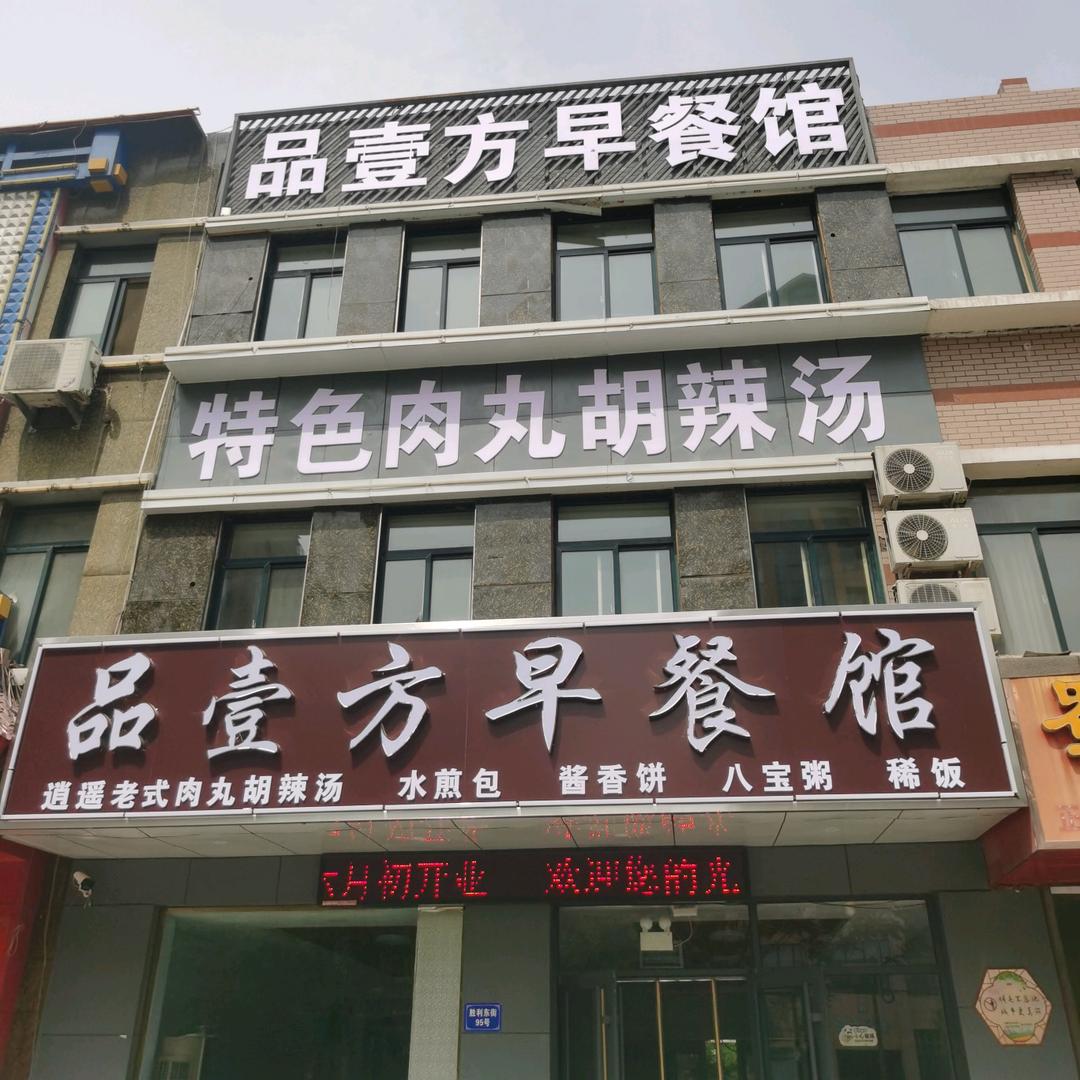 品壹方早餐馆
特色肉丸胡辣汤
品壹方早餐馆
逍遥老式肉丸胡辣汤 水煎包 酱香饼 八宝粥 稀饭
月初开业 欢迎您的光
胜利东街
95号